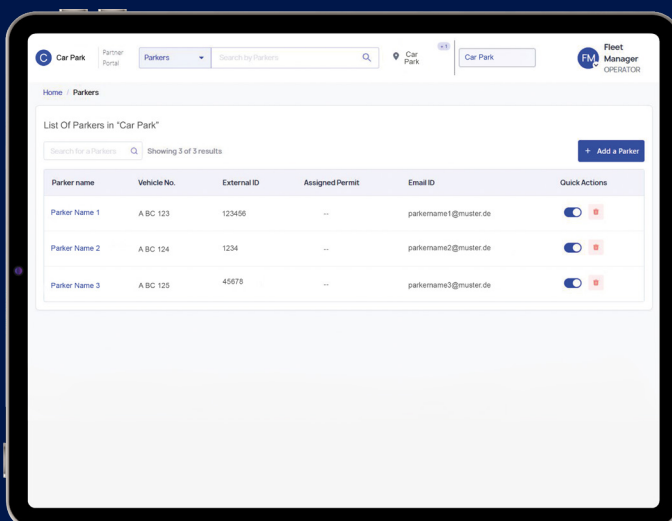 C Car Park
Partner
Portal
Parkers
Search by Parkers
Car
Park
+1
Car Park
FM
Fleet
Manager
OPERATOR
Home / Parkers
List Of Parkers in "Car Park"
Search for a Parkers
Showing 3 of 3 results
+ Add a Parker
Parker name Vehicle No. External ID Assigned Permit Email ID Quick Actions
Parker Name 1 A BC 123 123456 -- parkername1@muster.de
Parker Name 2 A BC 124 1234 -- parkername2@muster.de
Parker Name 3 A BC 125 45678 -- parkername3@muster.de